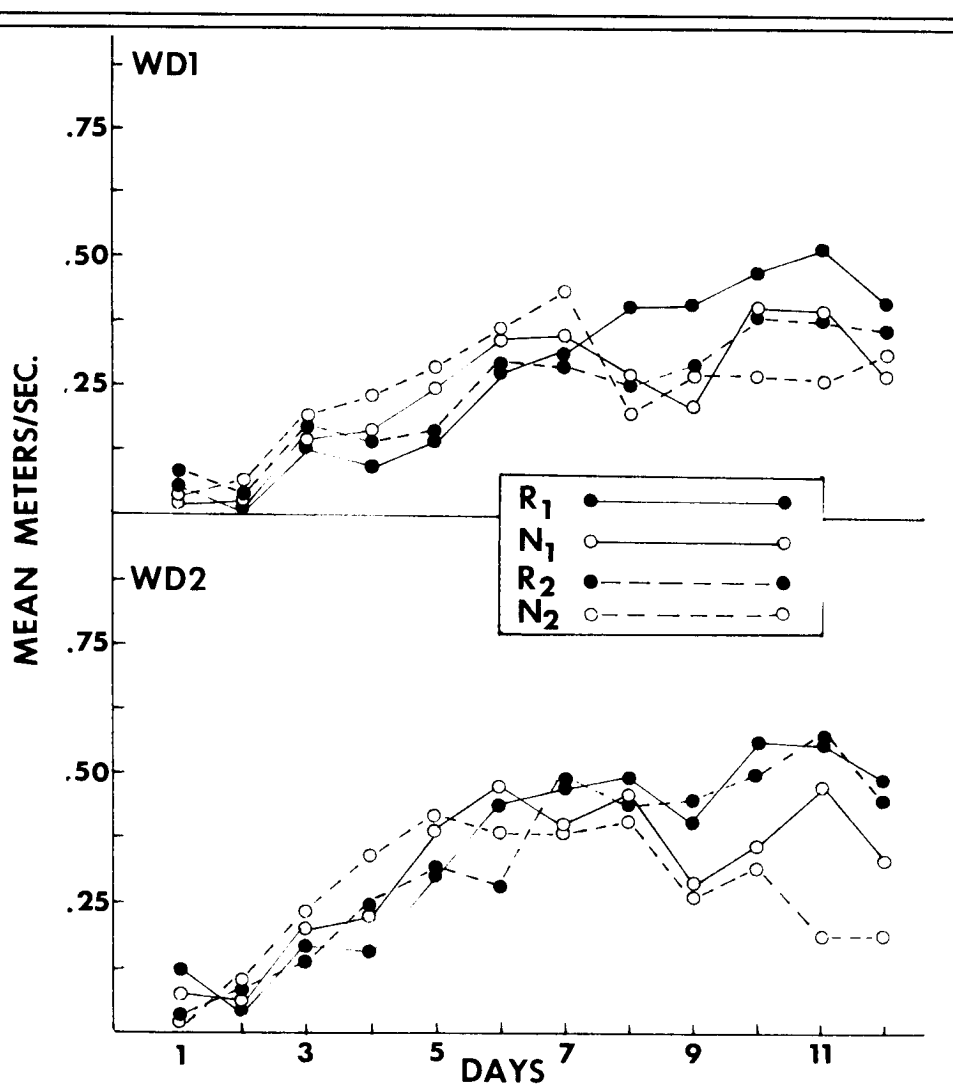 WD1
.75
.50
.25
MEAN METERS/SEC.
R1
N1
R2
N2
WD2
.75
.50
.25
1 3 5 7 9 11
DAYS